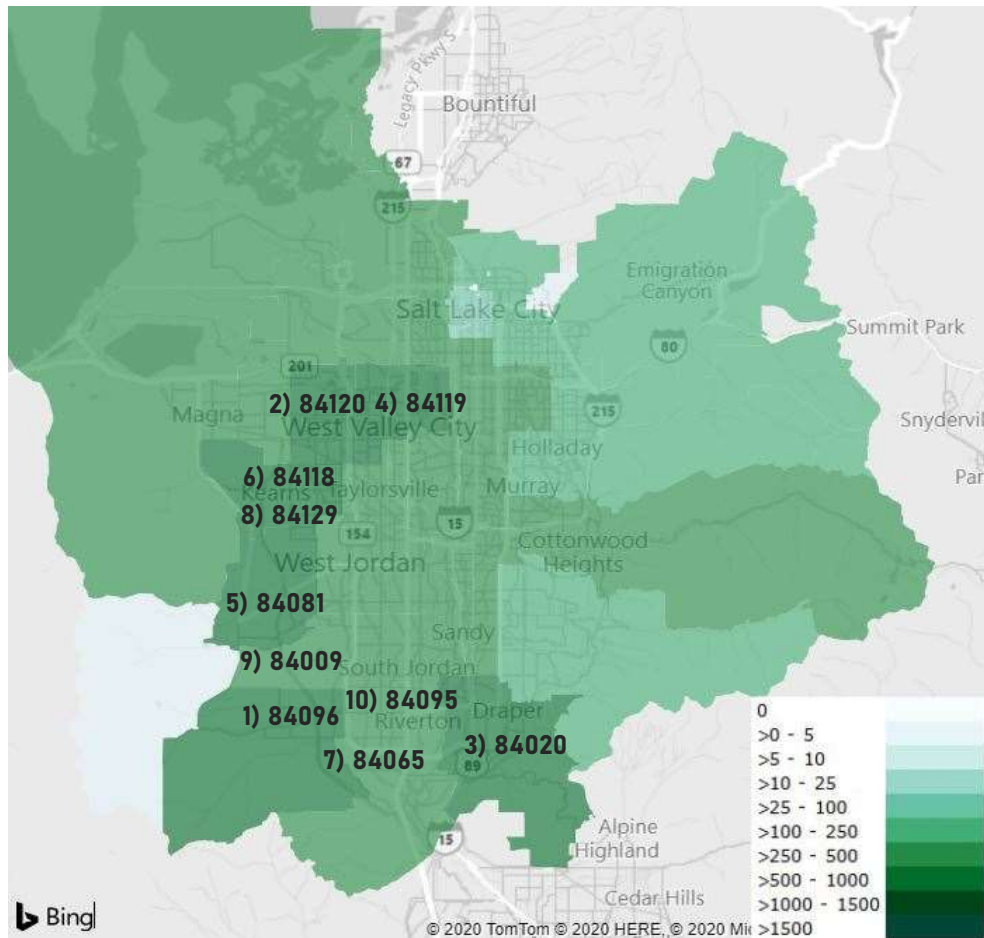 Legacy Pkwy S
Bountiful
67
215
Emigration
Canyon
Salt Lake City
Summit Park
80
201
2) 84120 4) 84119
Magna
215
West Valley City
Holladay
6) 84118
Kearns Taylorsville
Murray
8) 84129
154
15
Cottonwood
Heights
West Jordan
5) 84081
Sandy
9) 84009
South Jordan
10) 84095
1) 84096
Riverton
Draper
3) 84020
7) 84065
89
0
>0 - 5
>5 - 10
>10 - 25
>25 - 100
>100 - 250
>250 - 500
>500 - 1000
>1000 - 1500
>1500
15
Alpine
Highland
Cedar Hills
Bing
© 2020 TomTom © 2020 HERE, © 2020